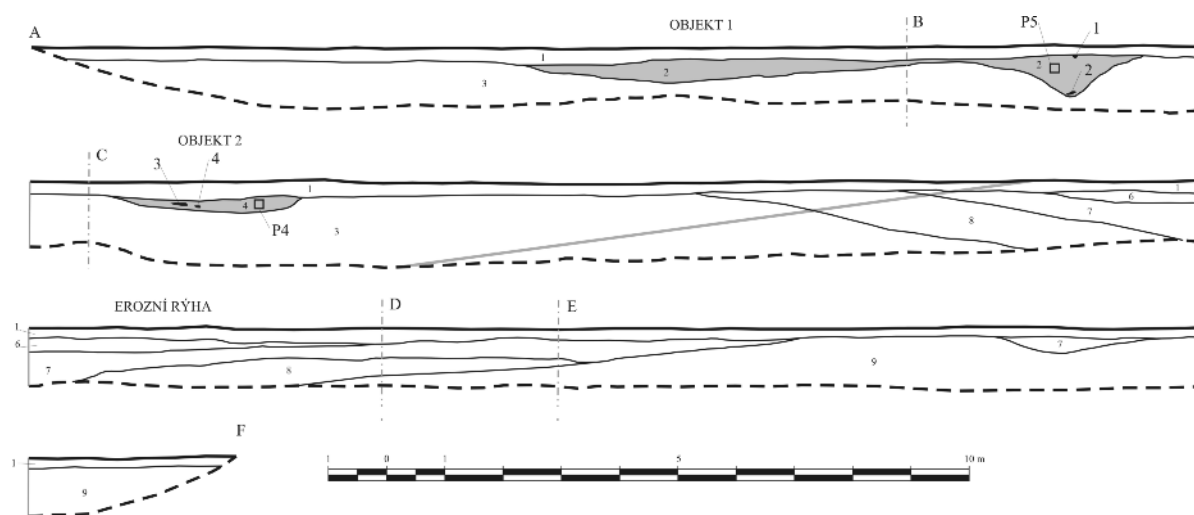 A OBJEKT 1 B P5 1
1 2 3 2 2
C OBJEKT 2 3 4
1 4 P4 3 8 7 6 1
EROZNÍ RÝHA D E
1 6 7 8 9 7
F
1 9
1 0 1 5 10 m